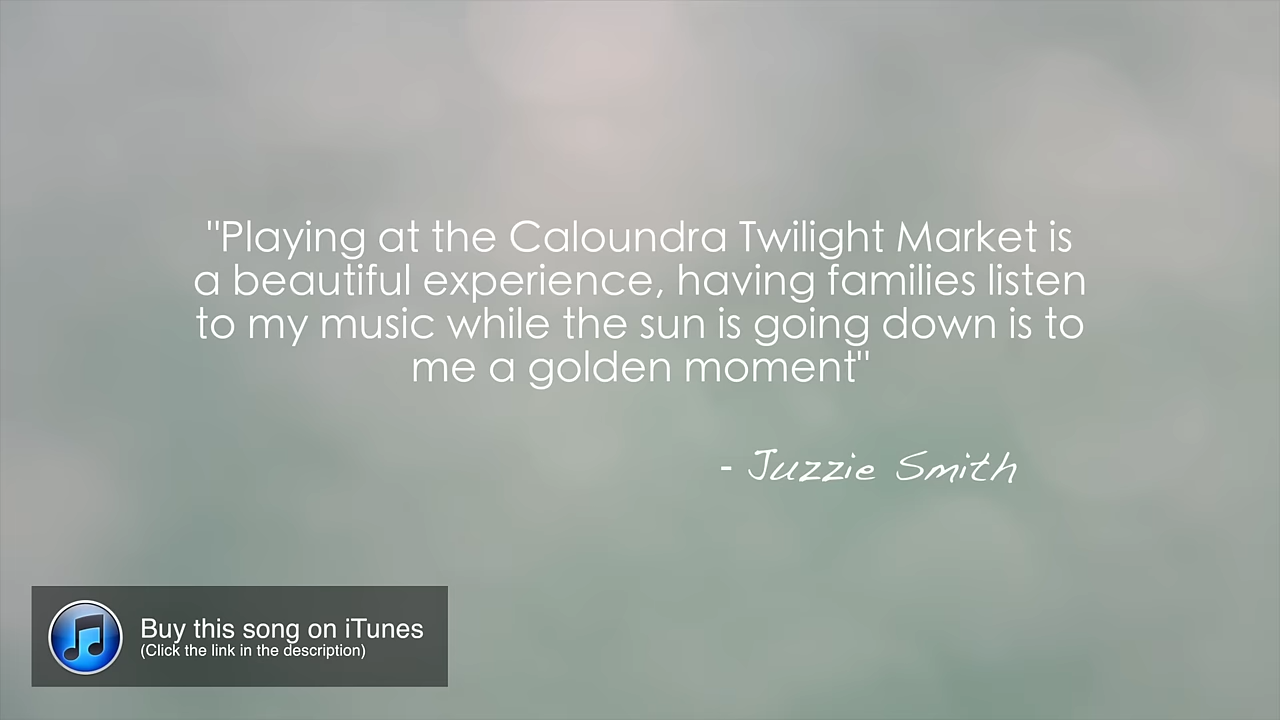 "Playing at the Caloundra Twilight Market is
a beautiful experience, having families listen
to my music while the sun is going down is to
me a golden moment"
- Juzzie Smith
Buy this song on iTunes
(Click the link in the description)